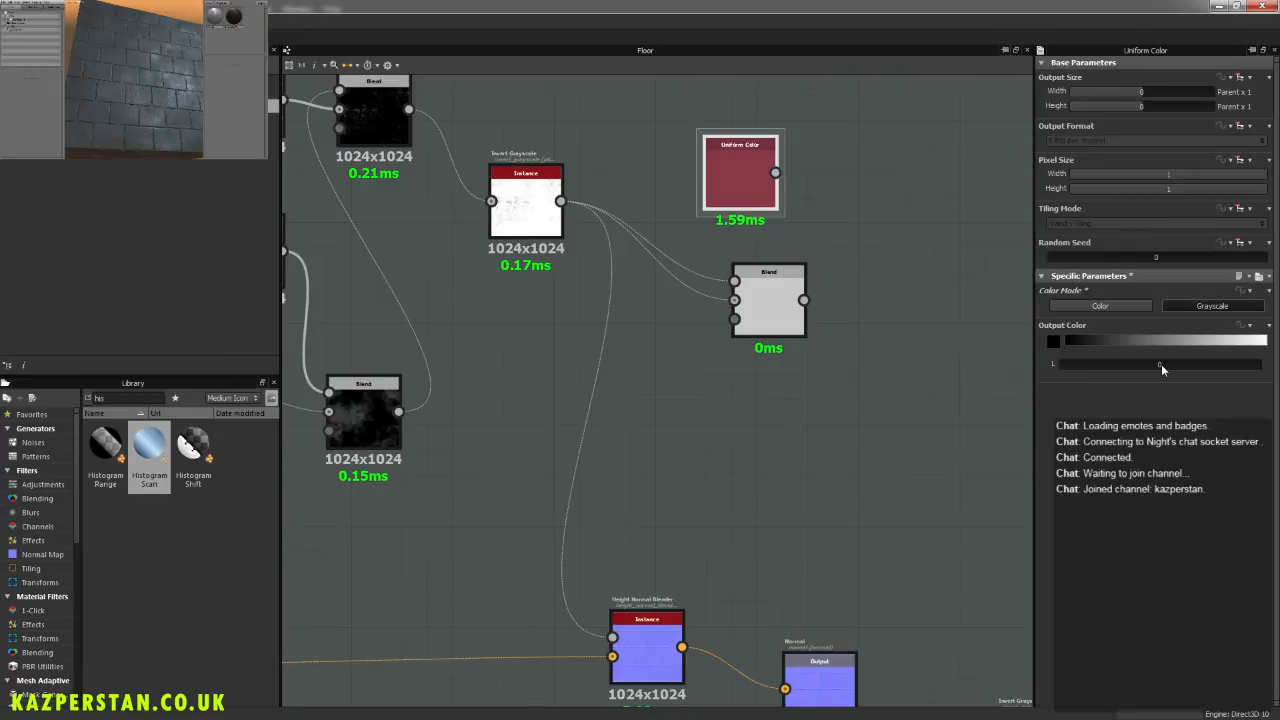 Floor
Uniform Color
Base Parameters
Output Size
Width
0
Parent x 1
Height
0
Parent x 1
Output Format
Pixel Size
Width
1
Height
1
Tiling Mode
Random Seed
0
Specific Parameters *
Color Mode *
Color
Grayscale
Output Color
L
Chat: Loading emotes and badges
Chat: Connecting to Night's chat socket server..
Chat: Connected.
Chat: Waiting to join channel...
Chat: Joined channel: kazperstan.
Blend
1024x1024
0.21ms
Invert Grayscale
Instance
1024x1024
0.17ms
Uniform Color
1.59ms
Blend
0ms
Blend
1024x1024
0.15ms
Height Normal Blender
Instance
1024x1024
Normal
Output
Library
his
Medium Icon
Name
Url
Date modified
Favorites
Generators
Noises
Patterns
Filters
Adjustments
Blending
Blurs
Channels
Effects
Normal Map
Tiling
Transforms
Material Filters
1-Click
Effects
Transforms
Blending
PBR Utilities
Mesh Adaptive
Histogram Range
Histogram Scan
Histogram Shift
KAZPERSTAN.CO.UK
Engine: Direct3D 10